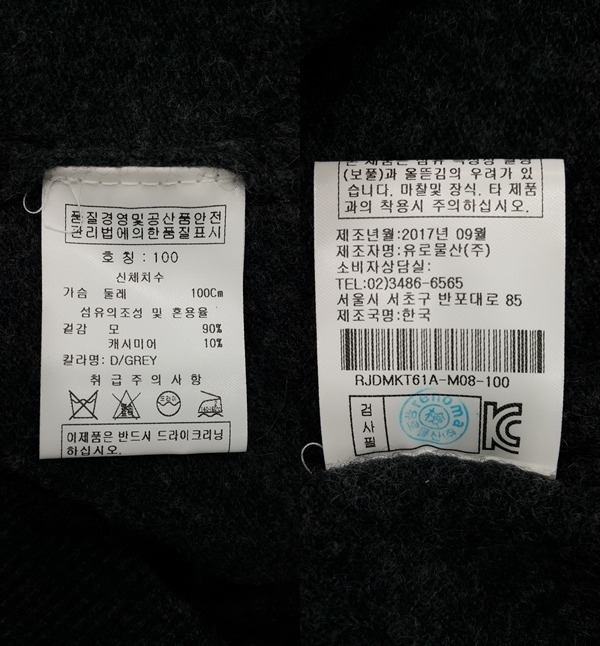 품질경영및공산품안전
관리법에의한품질표시
호 칭 : 100
신체치수
가슴 둘레 100Cm
섬유의조성 및 혼용율
겉감 모 90%
캐시미어 10%
칼라명: D/GREY
취 급 주 의 사 항
드라이
이제품은 반드시 드라이크리닝
하십시오.
(보풀)과 올뜯김의 우려가 있
습니다. 마찰및 장식, 타 제품
과의 착용시 주의하십시오.
제조년월:2017년 09월
제조자명:유로물산(주)
소비자상담실:
TEL:02)3486-6565
서울시 서초구 반포대로 85
제조국명:한국
RJDMKT61A-M08-100
검사필
renoma